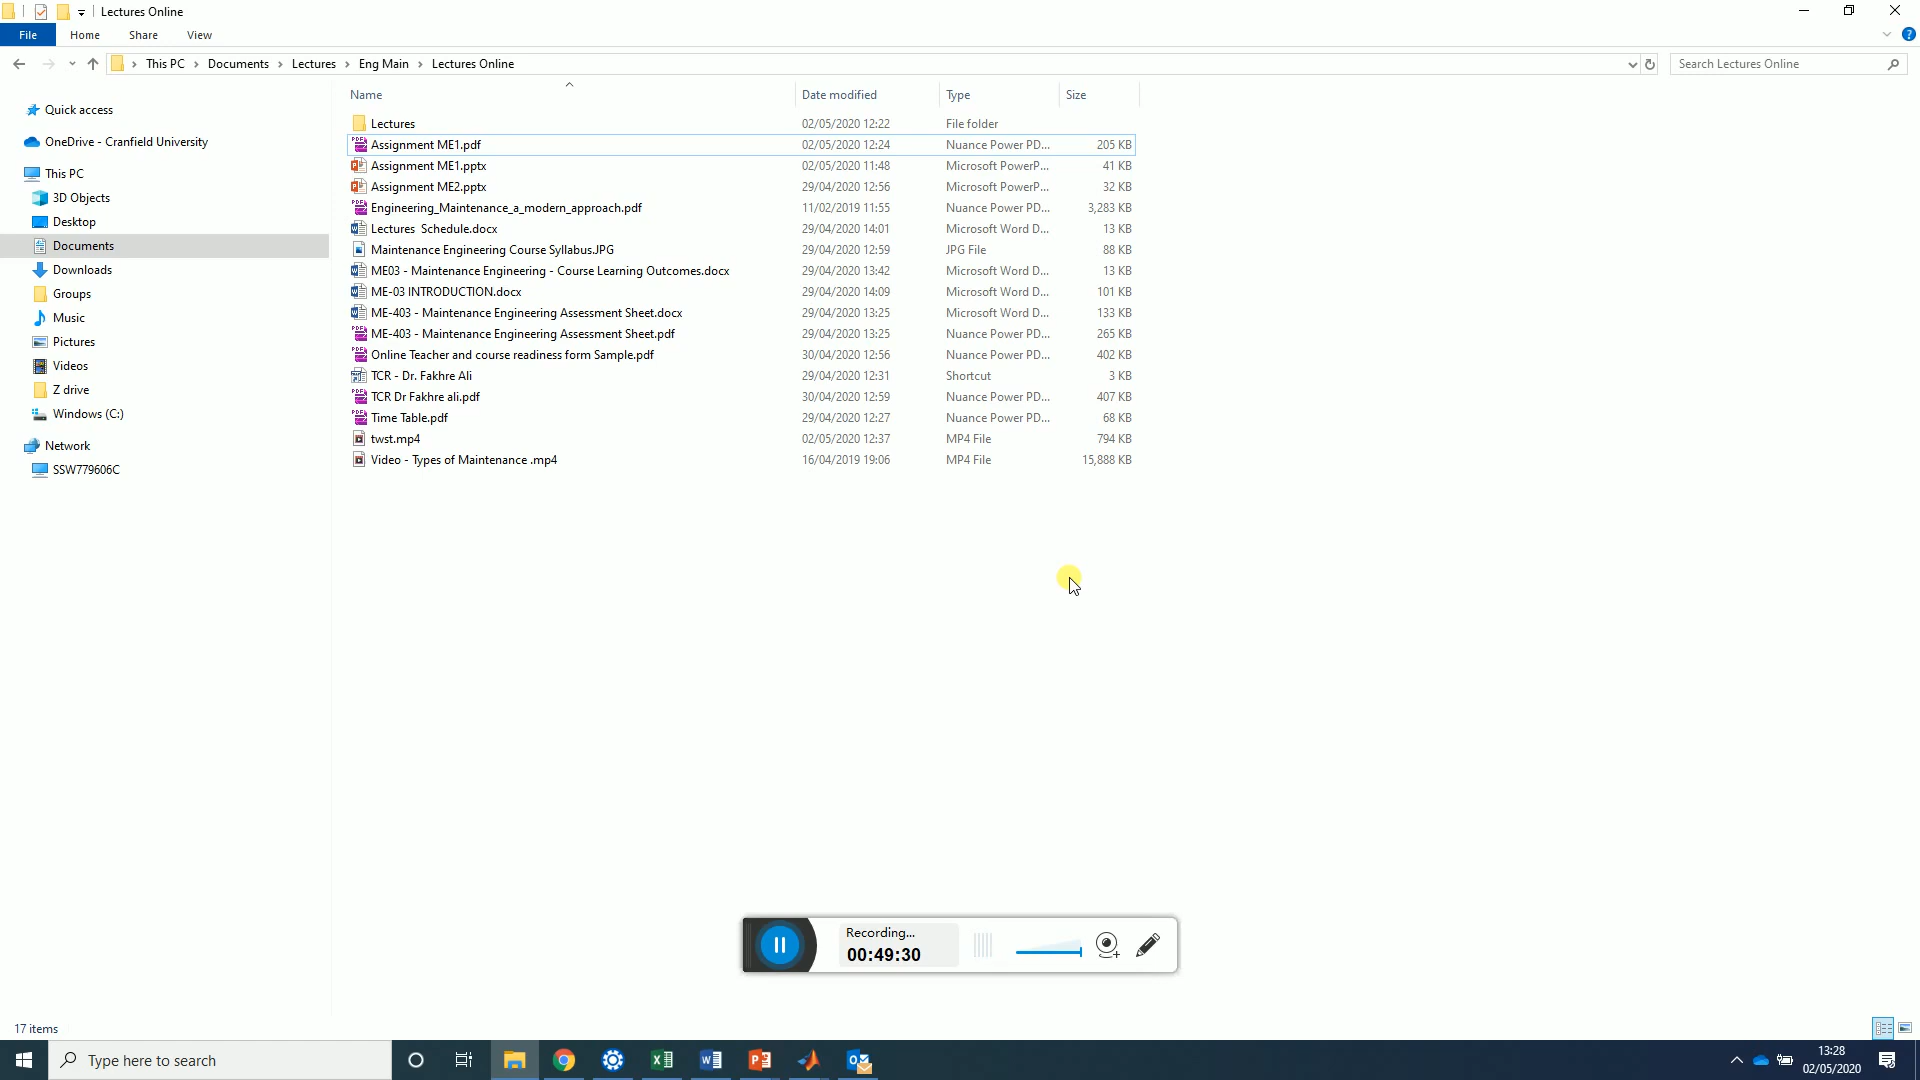 Lectures Online
File Home Share View
This PC Documents Lectures Eng Main Lectures Online Search Lectures Online
Name Date modified Type Size
Quick access
OneDrive - Cranfield University
This PC
3D Objects
Desktop
Documents
Downloads
Groups
Music
Pictures
Videos
Z drive
Windows (C:)
Network
SSW779606C
Lectures 02/05/2020 12:22 File folder
Assignment ME1.pdf 02/05/2020 12:24 Nuance Power PD... 205 KB
Assignment ME1.pptx 02/05/2020 11:48 Microsoft PowerP... 41 KB
Assignment ME2.pptx 29/04/2020 12:56 Microsoft PowerP... 32 KB
Engineering_Maintenance_a_modern_approach.pdf 11/02/2019 11:55 Nuance Power PD... 3,283 KB
Lectures Schedule.docx 29/04/2020 14:01 Microsoft Word D... 13 KB
Maintenance Engineering Course Syllabus.JPG 29/04/2020 12:59 JPG File 88 KB
ME03 - Maintenance Engineering - Course Learning Outcomes.docx 29/04/2020 13:42 Microsoft Word D... 13 KB
ME-03 INTRODUCTION.docx 29/04/2020 14:09 Microsoft Word D... 101 KB
ME-403 - Maintenance Engineering Assessment Sheet.docx 29/04/2020 13:25 Microsoft Word D... 133 KB
ME-403 - Maintenance Engineering Assessment Sheet.pdf 29/04/2020 13:25 Nuance Power PD... 265 KB
Online Teacher and course readiness form Sample.pdf 30/04/2020 12:56 Nuance Power PD... 402 KB
TCR - Dr. Fakhre Ali 29/04/2020 12:31 Shortcut 3 KB
TCR Dr Fakhre ali.pdf 30/04/2020 12:59 Nuance Power PD... 407 KB
Time Table.pdf 29/04/2020 12:27 Nuance Power PD... 68 KB
twst.mp4 02/05/2020 12:37 MP4 File 794 KB
Video - Types of Maintenance .mp4 16/04/2019 19:06 MP4 File 15,888 KB
Recording...
00:49:30
17 items
Type here to search
13:28
02/05/2020